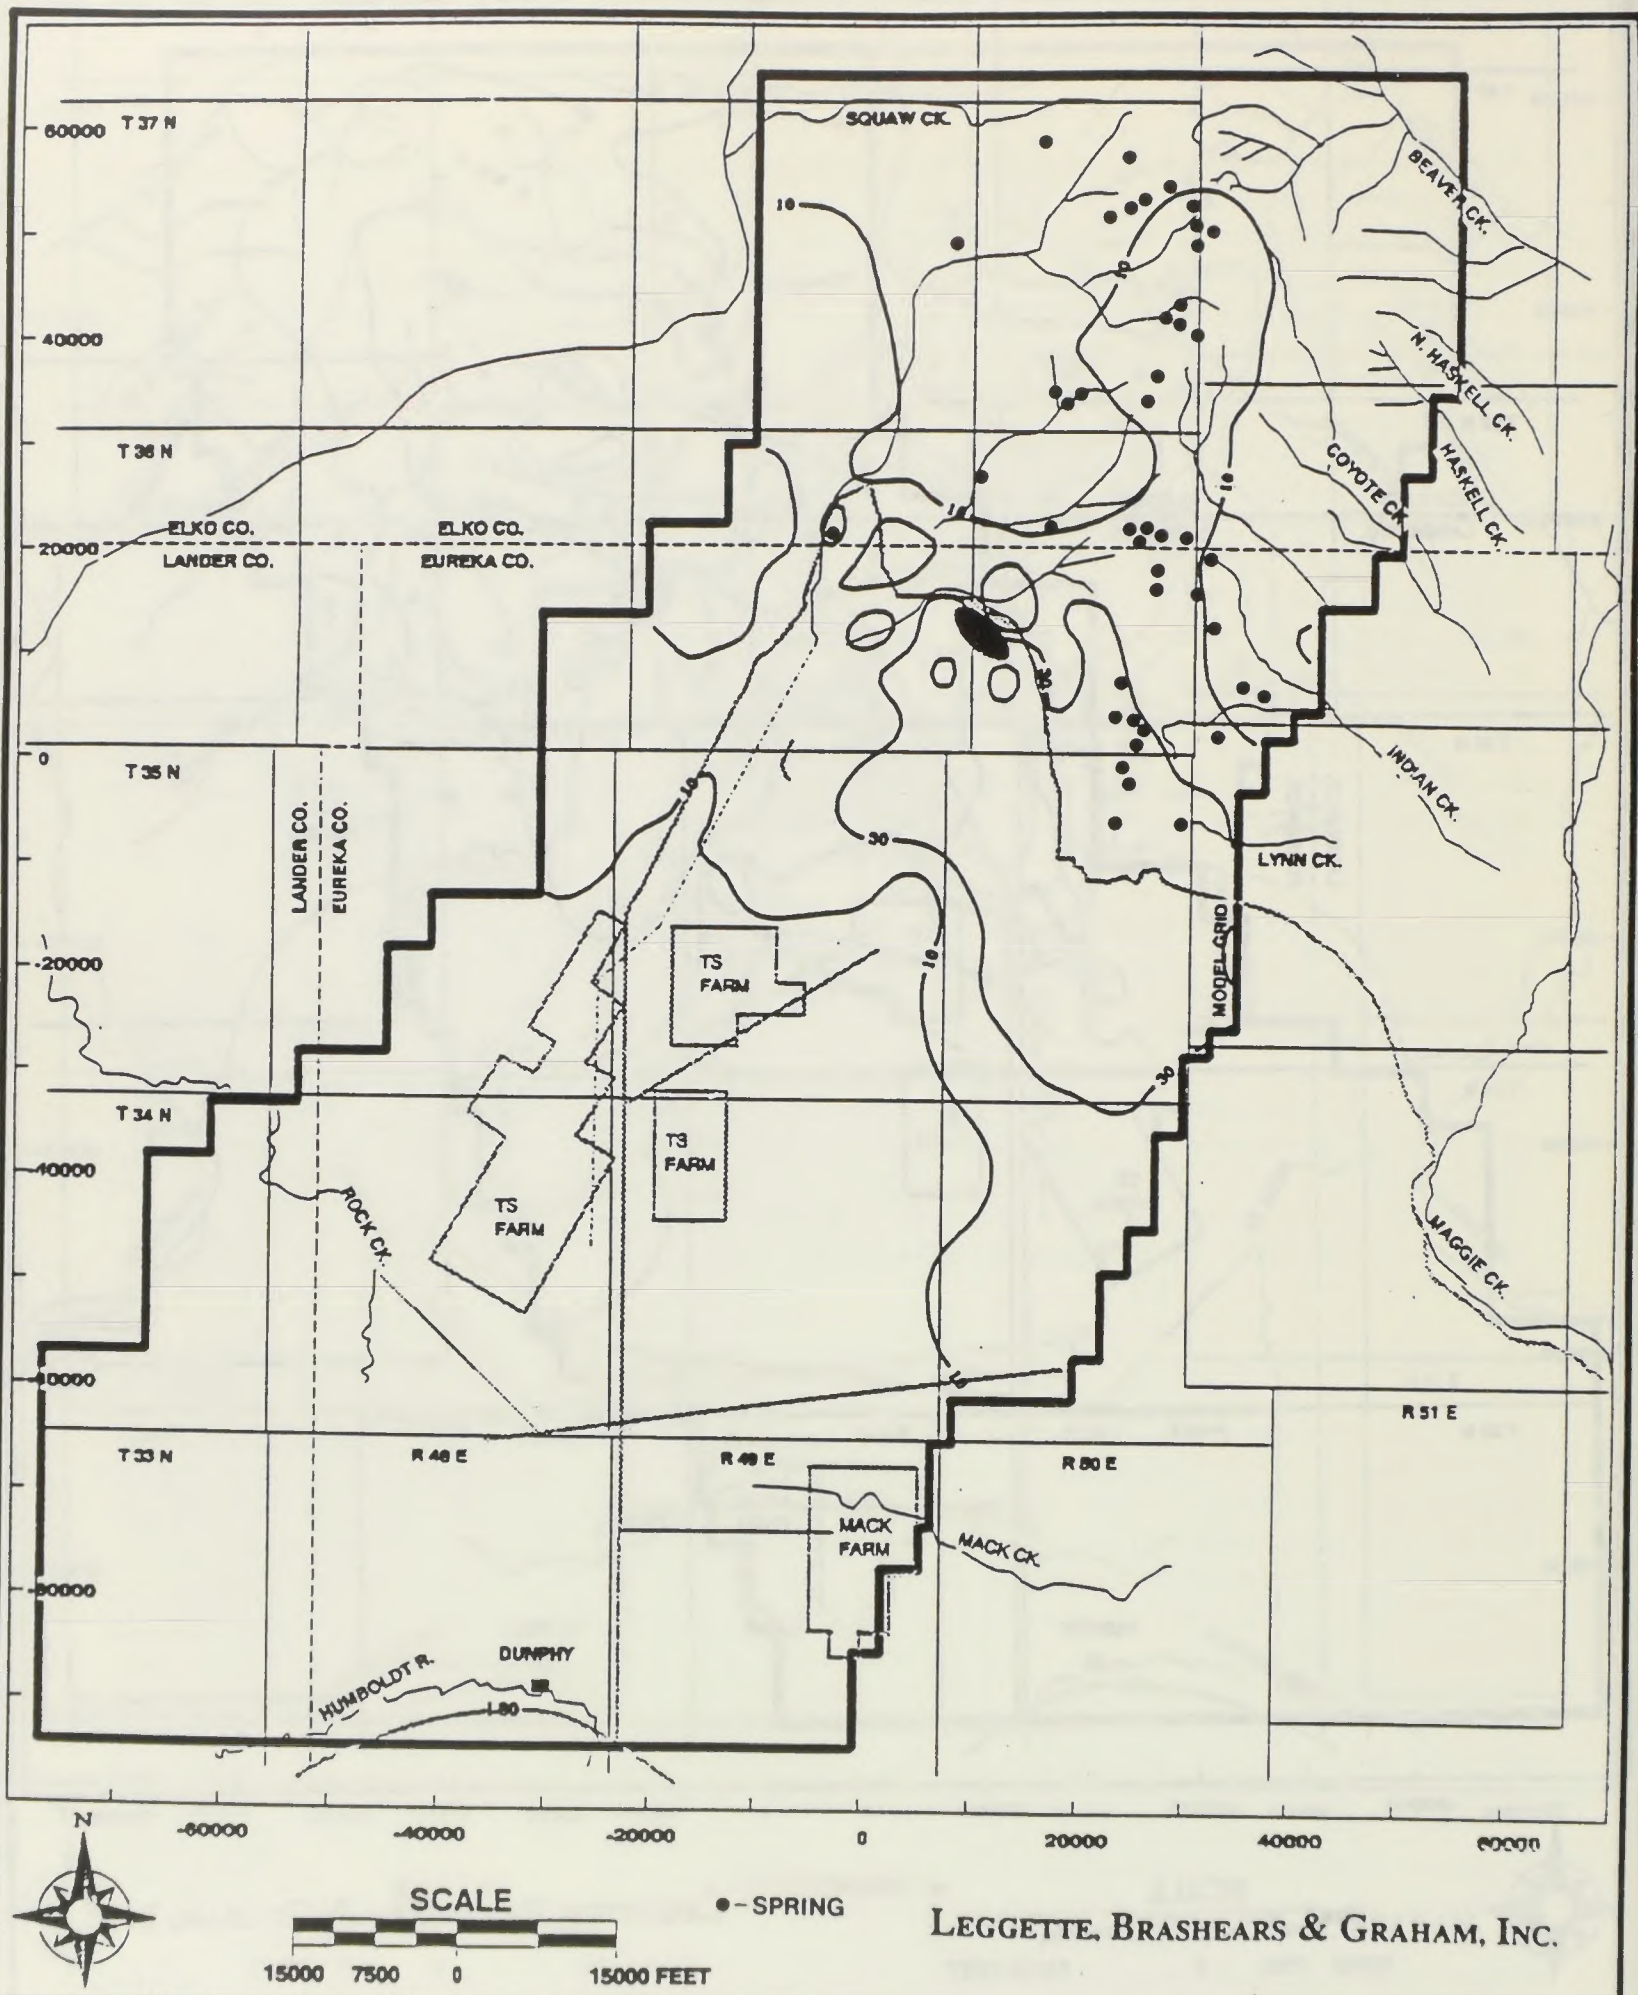 60000
T 37 N
SQUAW CK.
BEAVER CK.
10
10
40000
N. HASKELL CK.
HASKELL CK.
COYOTE CK.
T 36 N
10
10
ELKO CO.
ELKO CO.
20000
LANDER CO.
EUREKA CO.
30
0
T 35 N
INDIAN CK.
10
LANDER CO.
EUREKA CO.
30
LYNN CK.
MODEL GRID
10
-20000
TS
FARM
30
T 34 N
TS
FARM
-40000
ROCK CK.
TS
FARM
MAGGIE CK.
10
R 51 E
T 33 N
R 48 E
R 49 E
R 50 E
MACK
FARM
MACK CK.
-80000
DUNPHY
HUMBOLDT R.
I-80
N
-60000
-40000
-20000
0
20000
40000
60000
SCALE
15000
7500
0
15000 FEET
●-SPRING
LEGGETTE, BRASHEARS & GRAHAM, INC.